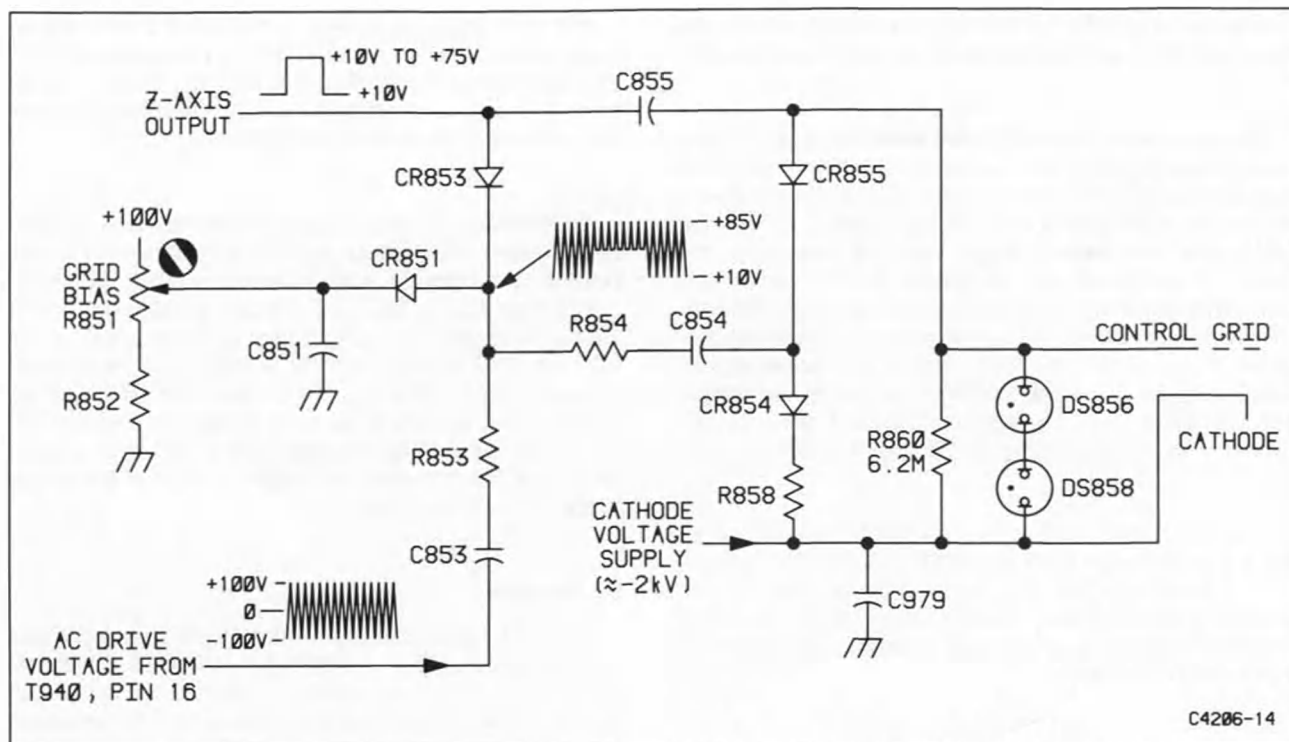 +10V TO +75V
+10V
Z-AXIS
OUTPUT
C855
CR853
CR855
+100V
+85V
+10V
GRID
BIAS
R851
CR851
C851
R854
C854
R852
R853
CR854
CONTROL GRID
DS856
R860
6.2M
CATHODE
R858
DS858
CATHODE
VOLTAGE
SUPPLY
(≈-2kV)
C853
C979
+100V
0
-100V
AC DRIVE
VOLTAGE FROM
T940, PIN 16
C4206-14